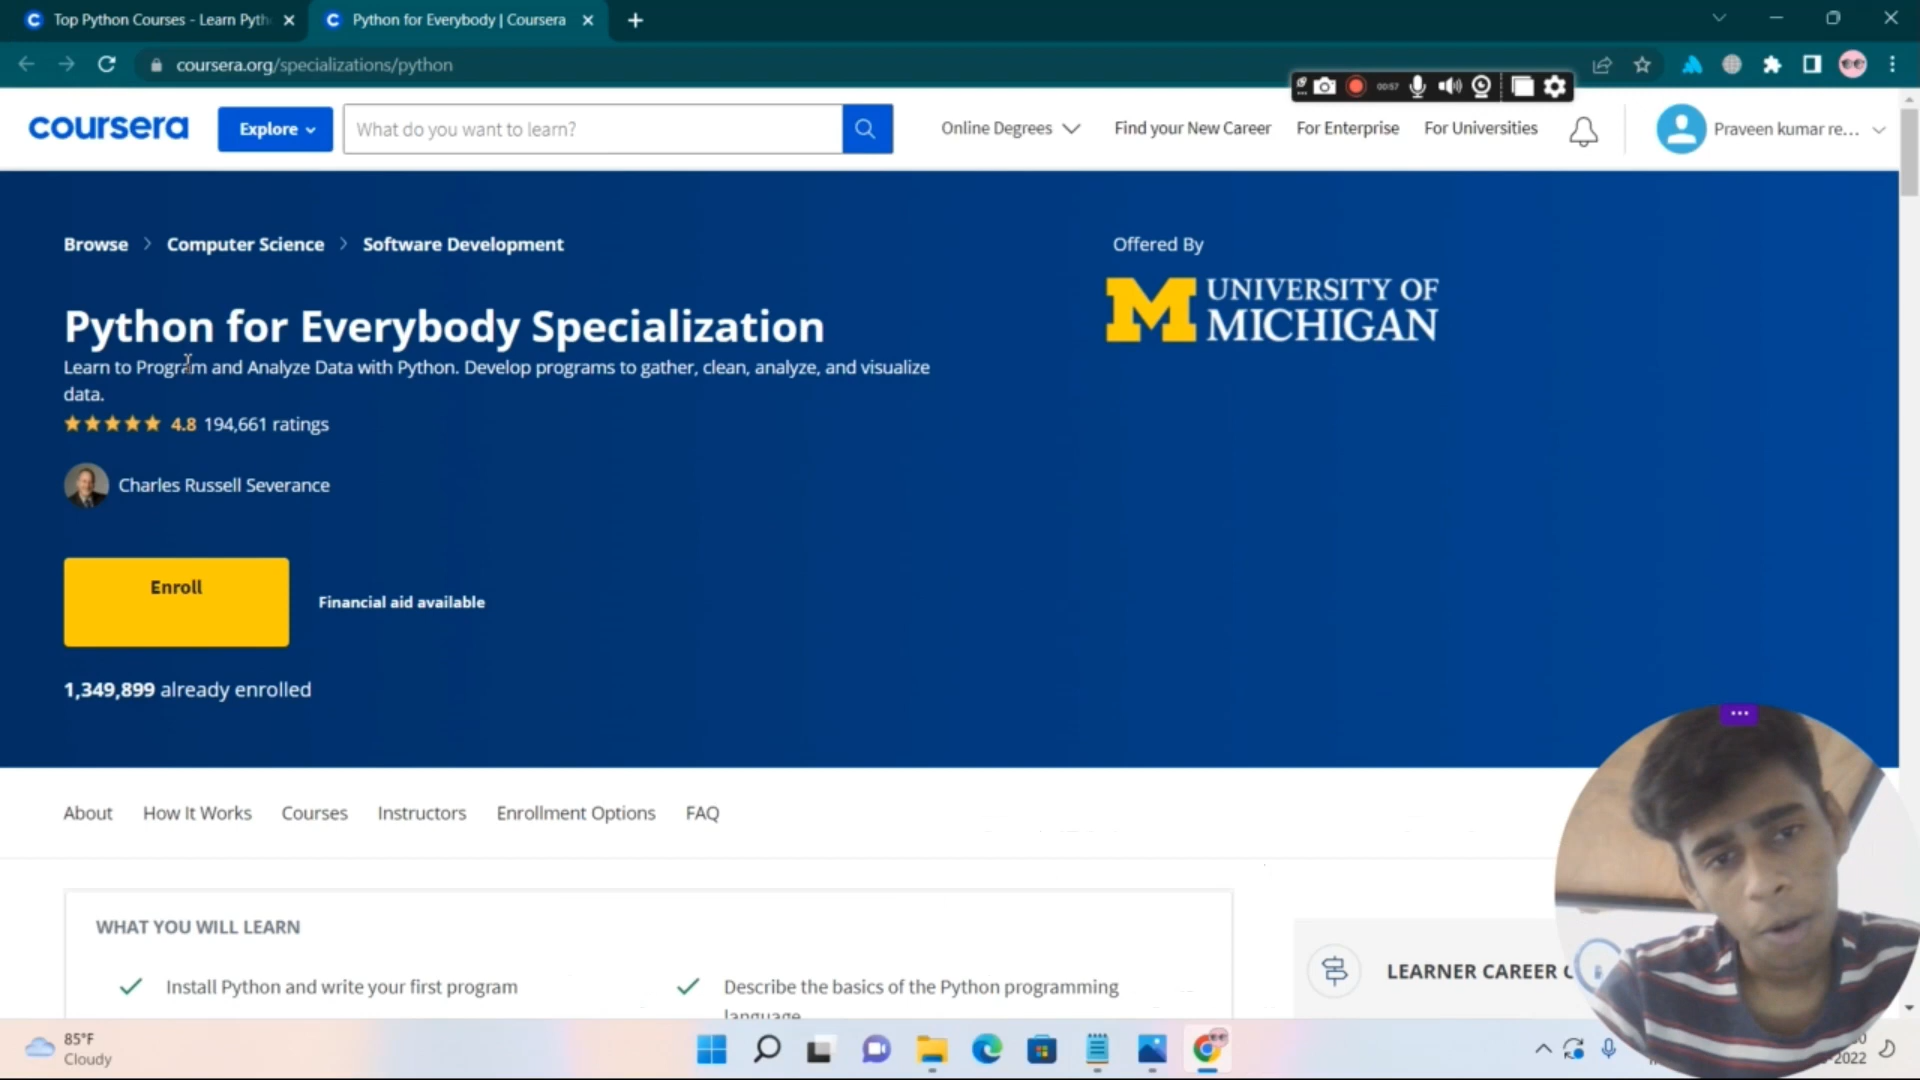 Top Python Courses - Learn Pyth
Python for Everybody | Coursera
coursera.org/specializations/python
00:57
coursera
Explore
What do you want to learn?
Online Degrees
Find your New Career
For Enterprise
For Universities
Praveen kumar re...
Browse > Computer Science > Software Development
Offered By
UNIVERSITY OF
MICHIGAN
Python for Everybody Specialization
Learn to Program and Analyze Data with Python. Develop programs to gather, clean, analyze, and visualize
data.
4.8 194,661 ratings
Charles Russell Severance
Enroll
Financial aid available
1,349,899 already enrolled
About
How It Works
Courses
Instructors
Enrollment Options
FAQ
WHAT YOU WILL LEARN
Install Python and write your first program
Describe the basics of the Python programming
language
LEARNER CAREER
85°F
Cloudy
2022